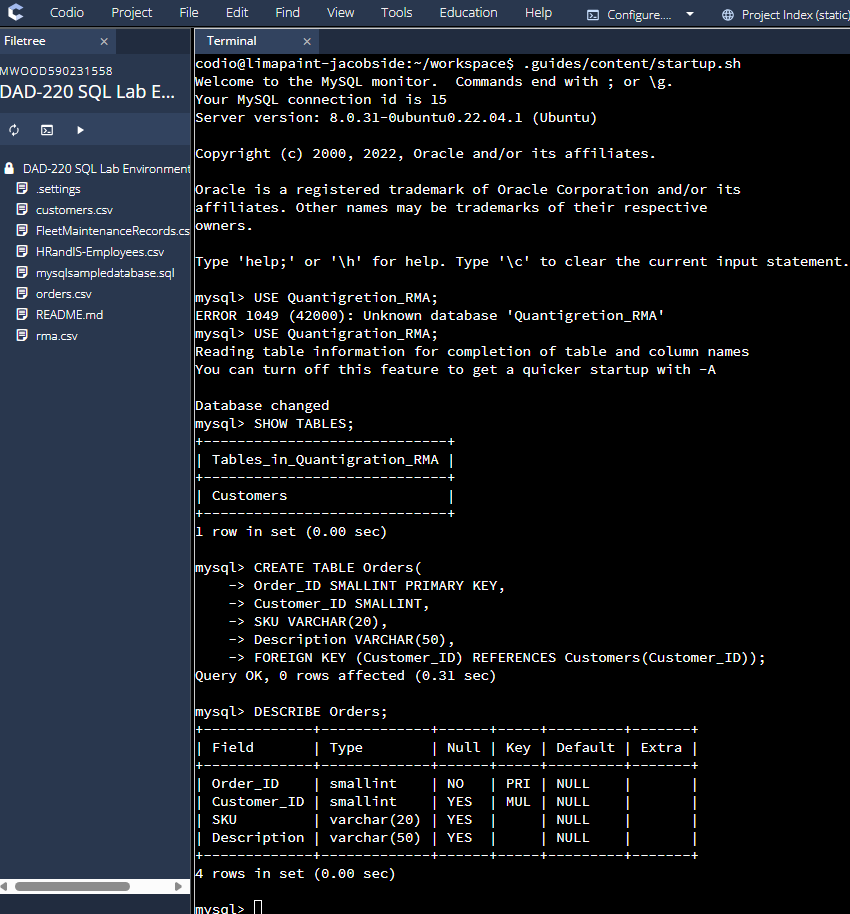 Codio Project File Edit Find View Tools Education Help Configure.... Project Index (static)
Filetree ×
MWOOD590231558
DAD-220 SQL Lab E...
DAD-220 SQL Lab Environment
.settings
customers.csv
FleetMaintenanceRecords.cs
HRandIS-Employees.csv
mysqlsampledatabase.sql
orders.csv
README.md
rma.csv
Terminal ×
codio@limapaint-jacobside:~/workspace$ .guides/content/startup.sh
Welcome to the MySQL monitor.  Commands end with ; or \g.
Your MySQL connection id is 15
Server version: 8.0.31-0ubuntu0.22.04.1 (Ubuntu)
Copyright (c) 2000, 2022, Oracle and/or its affiliates.
Oracle is a registered trademark of Oracle Corporation and/or its
affiliates. Other names may be trademarks of their respective
owners.
Type 'help;' or '\h' for help. Type '\c' to clear the current input statement.
mysql> USE Quantigretion_RMA;
ERROR 1049 (42000): Unknown database 'Quantigretion_RMA'
mysql> USE Quantigration_RMA;
Reading table information for completion of table and column names
You can turn off this feature to get a quicker startup with -A
Database changed
mysql> SHOW TABLES;
+-----------------------------+
| Tables_in_Quantigration_RMA |
+-----------------------------+
| Customers                   |
+-----------------------------+
1 row in set (0.00 sec)
mysql> CREATE TABLE Orders(
    -> Order_ID SMALLINT PRIMARY KEY,
    -> Customer_ID SMALLINT,
    -> SKU VARCHAR(20),
    -> Description VARCHAR(50),
    -> FOREIGN KEY (Customer_ID) REFERENCES Customers(Customer_ID));
Query OK, 0 rows affected (0.31 sec)
mysql> DESCRIBE Orders;
+-------------+-------------+------+-----+---------+-------+
| Field       | Type        | Null | Key | Default | Extra |
+-------------+-------------+------+-----+---------+-------+
| Order_ID    | smallint    | NO   | PRI | NULL    |       |
| Customer_ID | smallint    | YES  | MUL | NULL    |       |
| SKU         | varchar(20) | YES  |     | NULL    |       |
| Description | varchar(50) | YES  |     | NULL    |       |
+-------------+-------------+------+-----+---------+-------+
4 rows in set (0.00 sec)
mysql>